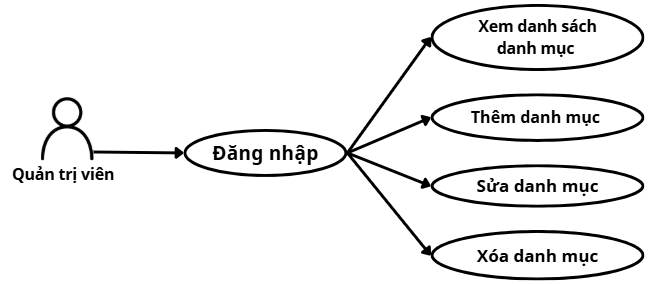 Xem danh sách
danh mục
Thêm danh mục
Đăng nhập
Quản trị viên
Sửa danh mục
Xóa danh mục